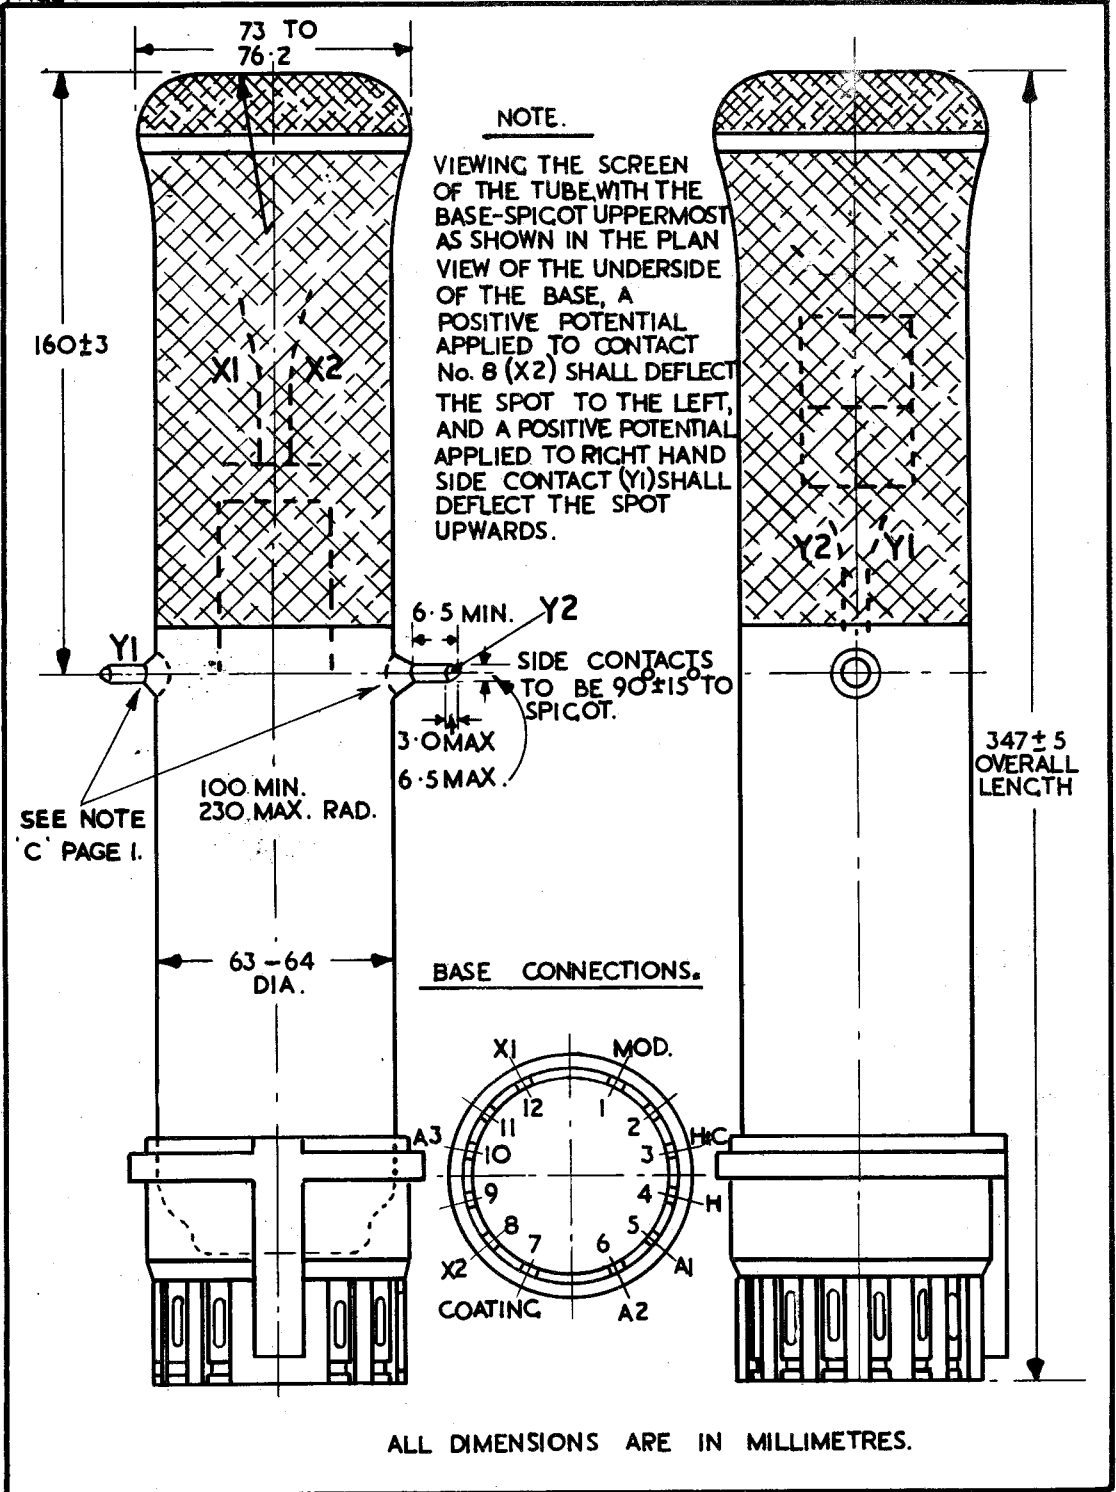 73 TO
76·2
NOTE.
VIEWING THE SCREEN
OF THE TUBE, WITH THE
BASE-SPIGOT UPPERMOST
AS SHOWN IN THE PLAN
VIEW OF THE UNDERSIDE
OF THE BASE, A
POSITIVE POTENTIAL
APPLIED TO CONTACT
No. 8 (X2) SHALL DEFLECT
THE SPOT TO THE LEFT,
AND A POSITIVE POTENTIAL
APPLIED TO RIGHT HAND
SIDE CONTACT (Y1) SHALL
DEFLECT THE SPOT
UPWARDS.
160±3
X1 X2
Y2 Y1
6·5 MIN. Y2
Y1
SIDE CONTACTS
TO BE 90°±15° TO
SPIGOT.
3·0 MAX
6·5 MAX.
100 MIN.
230 MAX. RAD.
SEE NOTE
'C' PAGE 1.
347±5
OVERALL
LENGTH
63 – 64
DIA.
BASE CONNECTIONS.
X1 MOD.
12 1
11 2
A3 10 3 H&C
9 4 H
8 5
X2 7 6 A1
COATING A2
ALL DIMENSIONS ARE IN MILLIMETRES.